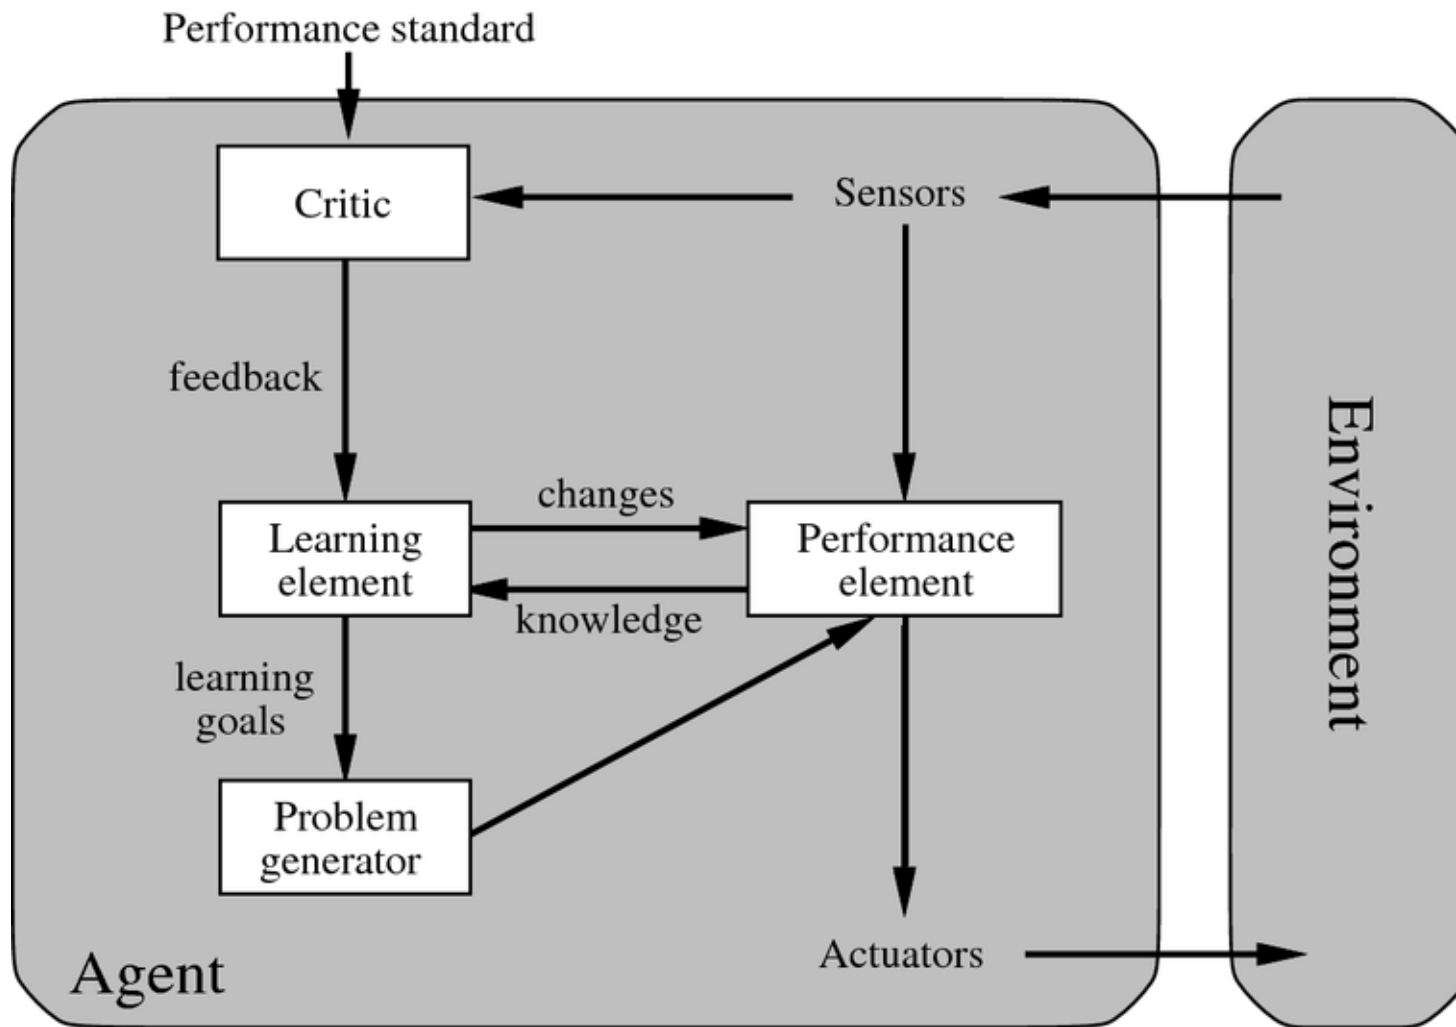 Performance standard
Critic
Sensors
feedback
changes
Learning
element
Performance
element
knowledge
learning
goals
Problem
generator
Actuators
Agent
Environment